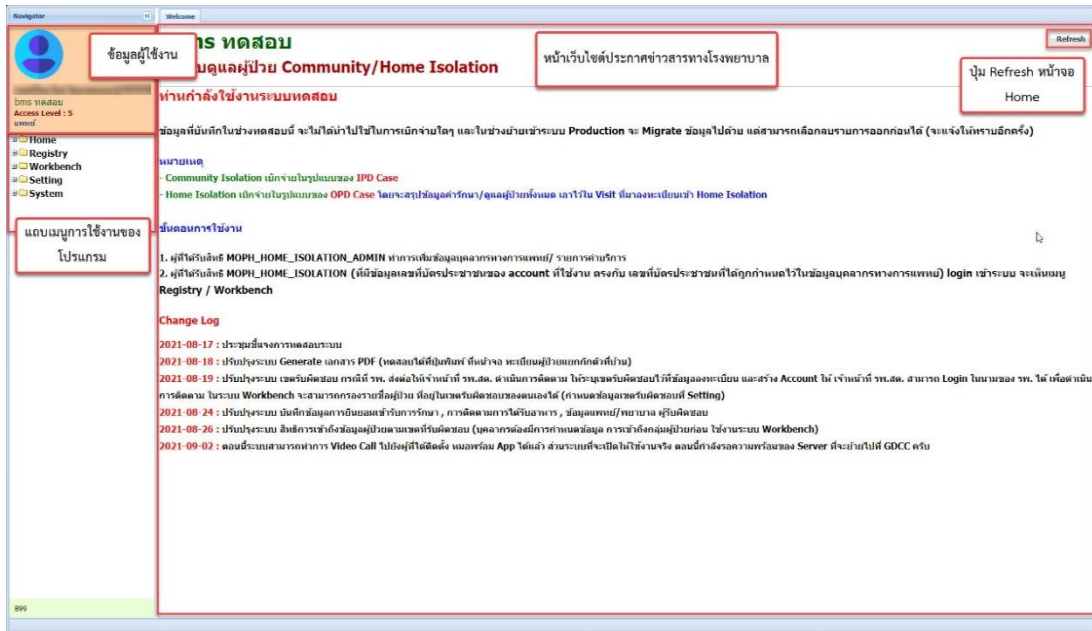 Navigator
Welcome
ข้อมูลผู้ใช้งาน
หน้าเว็บไซต์ประกาศข่าวสารทางโรงพยาบาล
Refresh
ปุ่ม Refresh หน้าจอ
Home
ทดสอบ
Community/Home Isolation
bms ทดสอบ
Access Level : 5
แพทย์
Home
Registry
Workbench
Setting
System
แถบเมนูการใช้งานของ
โปรแกรม
ท่านกำลังใช้งานระบบทดสอบ
ข้อมูลที่บันทึกในช่วงทดสอบนี้ จะไม่ได้นำไปใช้ในการเบิกจ่ายใดๆ และในช่วงย้ายเข้าระบบ Production จะ Migrate ข้อมูลไปด้วย แต่สามารถเลือกลบรายการออกก่อนได้ (จะแจ้งให้ทราบอีกครั้ง)
หมายเหตุ
- Community Isolation เบิกจ่ายในรูปแบบของ IPD Case
- Home Isolation เบิกจ่ายในรูปแบบของ OPD Case โดยจะสรุปข้อมูลค่ารักษา/ดูแลผู้ป่วยทั้งหมด เอาไว้ใน Visit ที่มาลงทะเบียนเข้า Home Isolation
ขั้นตอนการใช้งาน
1. ผู้ที่ได้รับสิทธิ MOPH_HOME_ISOLATION_ADMIN ทำการเพิ่มข้อมูลบุคลากรทางการแพทย์/ รายการค่าบริการ
2. ผู้ที่ได้รับสิทธิ MOPH_HOME_ISOLATION (ที่มีข้อมูลเลขที่บัตรประชาชนของ account ที่ใช้งาน ตรงกับ เลขที่บัตรประชาชนที่ได้ถูกกำหนดไว้ในข้อมูลบุคลากรทางการแพทย์) login เข้าระบบ จะเห็นเมนู
Registry / Workbench
Change Log
2021-08-17 : ประชุมชี้แจงการทดสอบระบบ
2021-08-18 : ปรับปรุงระบบ Generate เอกสาร PDF (ทดสอบได้ที่ปุ่มพิมพ์ ที่หน้าจอ ทะเบียนผู้ป่วยแยกกักตัวที่บ้าน)
2021-08-19 : ปรับปรุงระบบ เขตรับผิดชอบ กรณีที่ รพ. ส่งต่อให้เจ้าหน้าที่ รพ.สต. ดำเนินการติดตาม ให้ระบุเขตรับผิดชอบไว้ที่ข้อมูลลงทะเบียน และสร้าง Account ให้ เจ้าหน้าที่ รพ.สต. สามารถ Login ในนามของ รพ. ได้ เพื่อดำเนิน
การติดตาม ในระบบ Workbench จะสามารถกรองรายชื่อผู้ป่วย ที่อยู่ในเขตรับผิดชอบของตนเองได้ (กำหนดข้อมูลเขตรับผิดชอบที่ Setting)
2021-08-24 : ปรับปรุงระบบ บันทึกข้อมูลการยินยอมเข้ารับการรักษา , การติดตามการได้รับอาหาร , ข้อมูลแพทย์/พยาบาล ผู้รับผิดชอบ
2021-08-26 : ปรับปรุงระบบ สิทธิการเข้าถึงข้อมูลผู้ป่วยตามเขตที่รับผิดชอบ (บุคลากรต้องมีการกำหนดข้อมูล การเข้าถึงกลุ่มผู้ป่วยก่อน ใช้งานระบบ Workbench)
2021-09-02 : ตอนนี้ระบบสามารถทำการ Video Call ไปยังผู้ที่ได้ติดตั้ง หมอพร้อม App ได้แล้ว ส่วนระบบที่จะเปิดให้ใช้งานจริง ตอนนี้กำลังรอความพร้อมของ Server ที่จะย้ายไปที่ GDCC ครับ
899